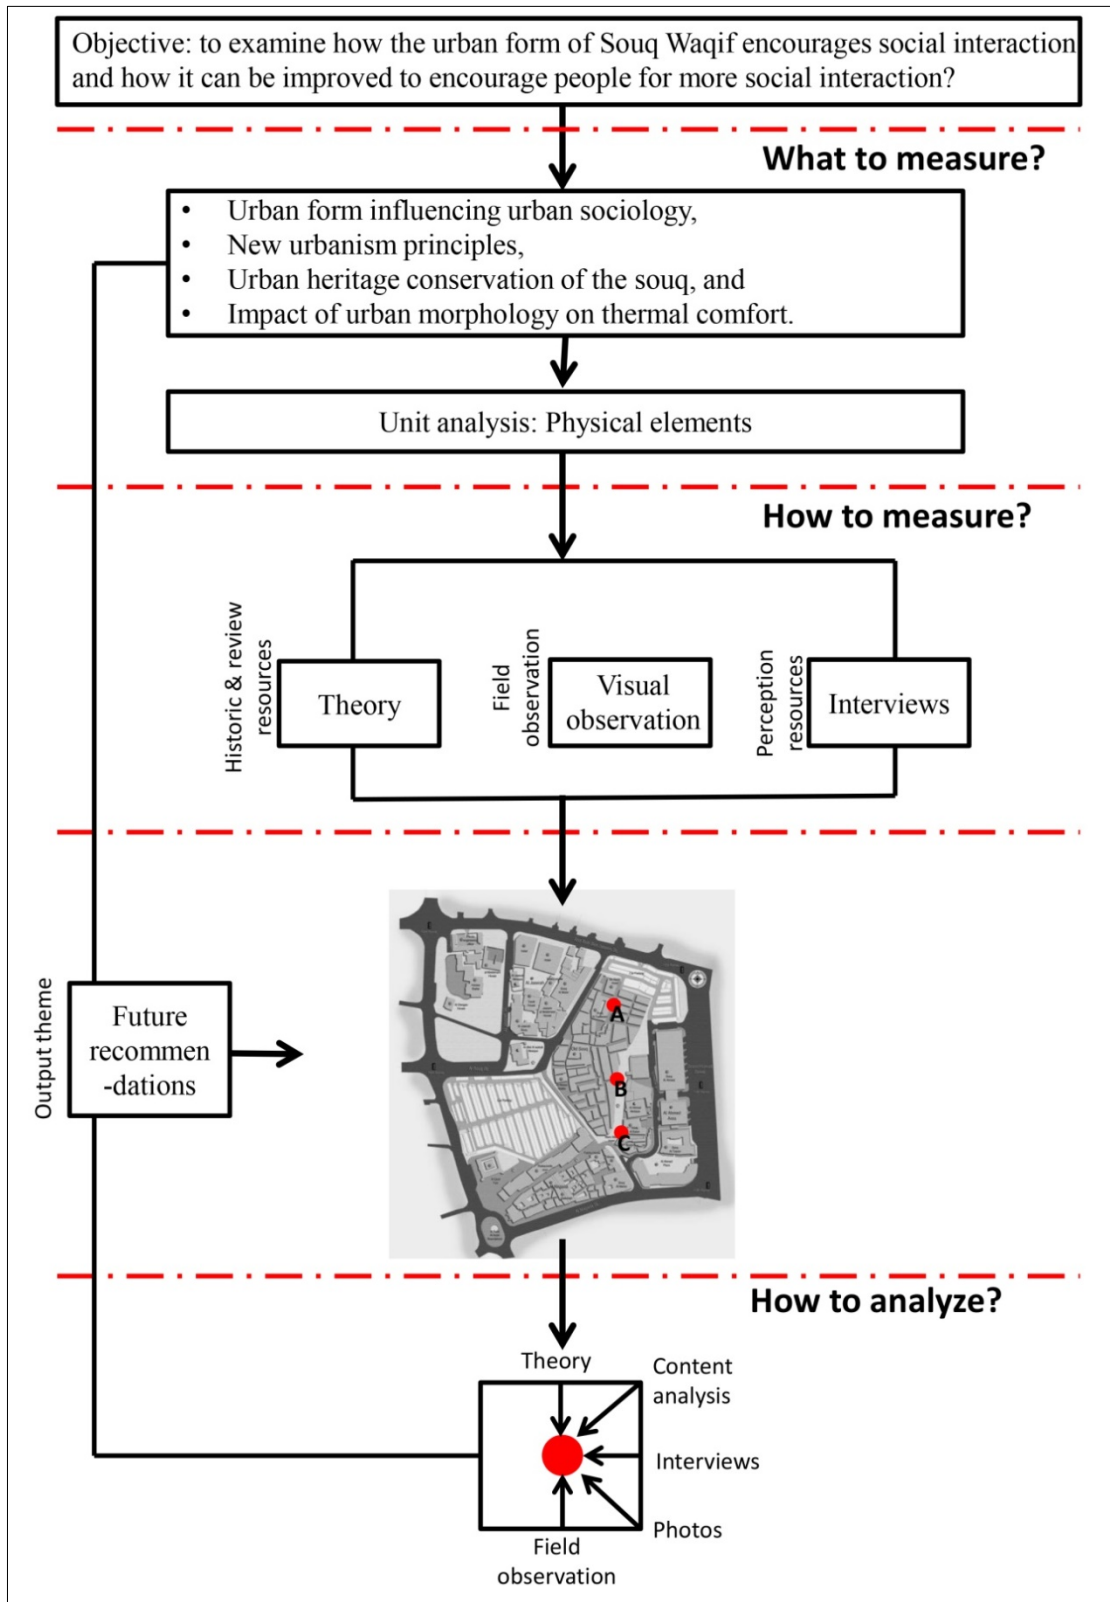 Objective: to examine how the urban form of Souq Waqif encourages social interaction
and how it can be improved to encourage people for more social interaction?
What to measure?
• Urban form influencing urban sociology,
• New urbanism principles,
• Urban heritage conservation of the souq, and
• Impact of urban morphology on thermal comfort.
Unit analysis: Physical elements
How to measure?
Historic & review
resources
Theory
Field
observation
Visual
observation
Perception
resources
Interviews
Output theme
Future
recommen
-dations
A
B
C
How to analyze?
Theory
Content
analysis
Interviews
Photos
Field
observation